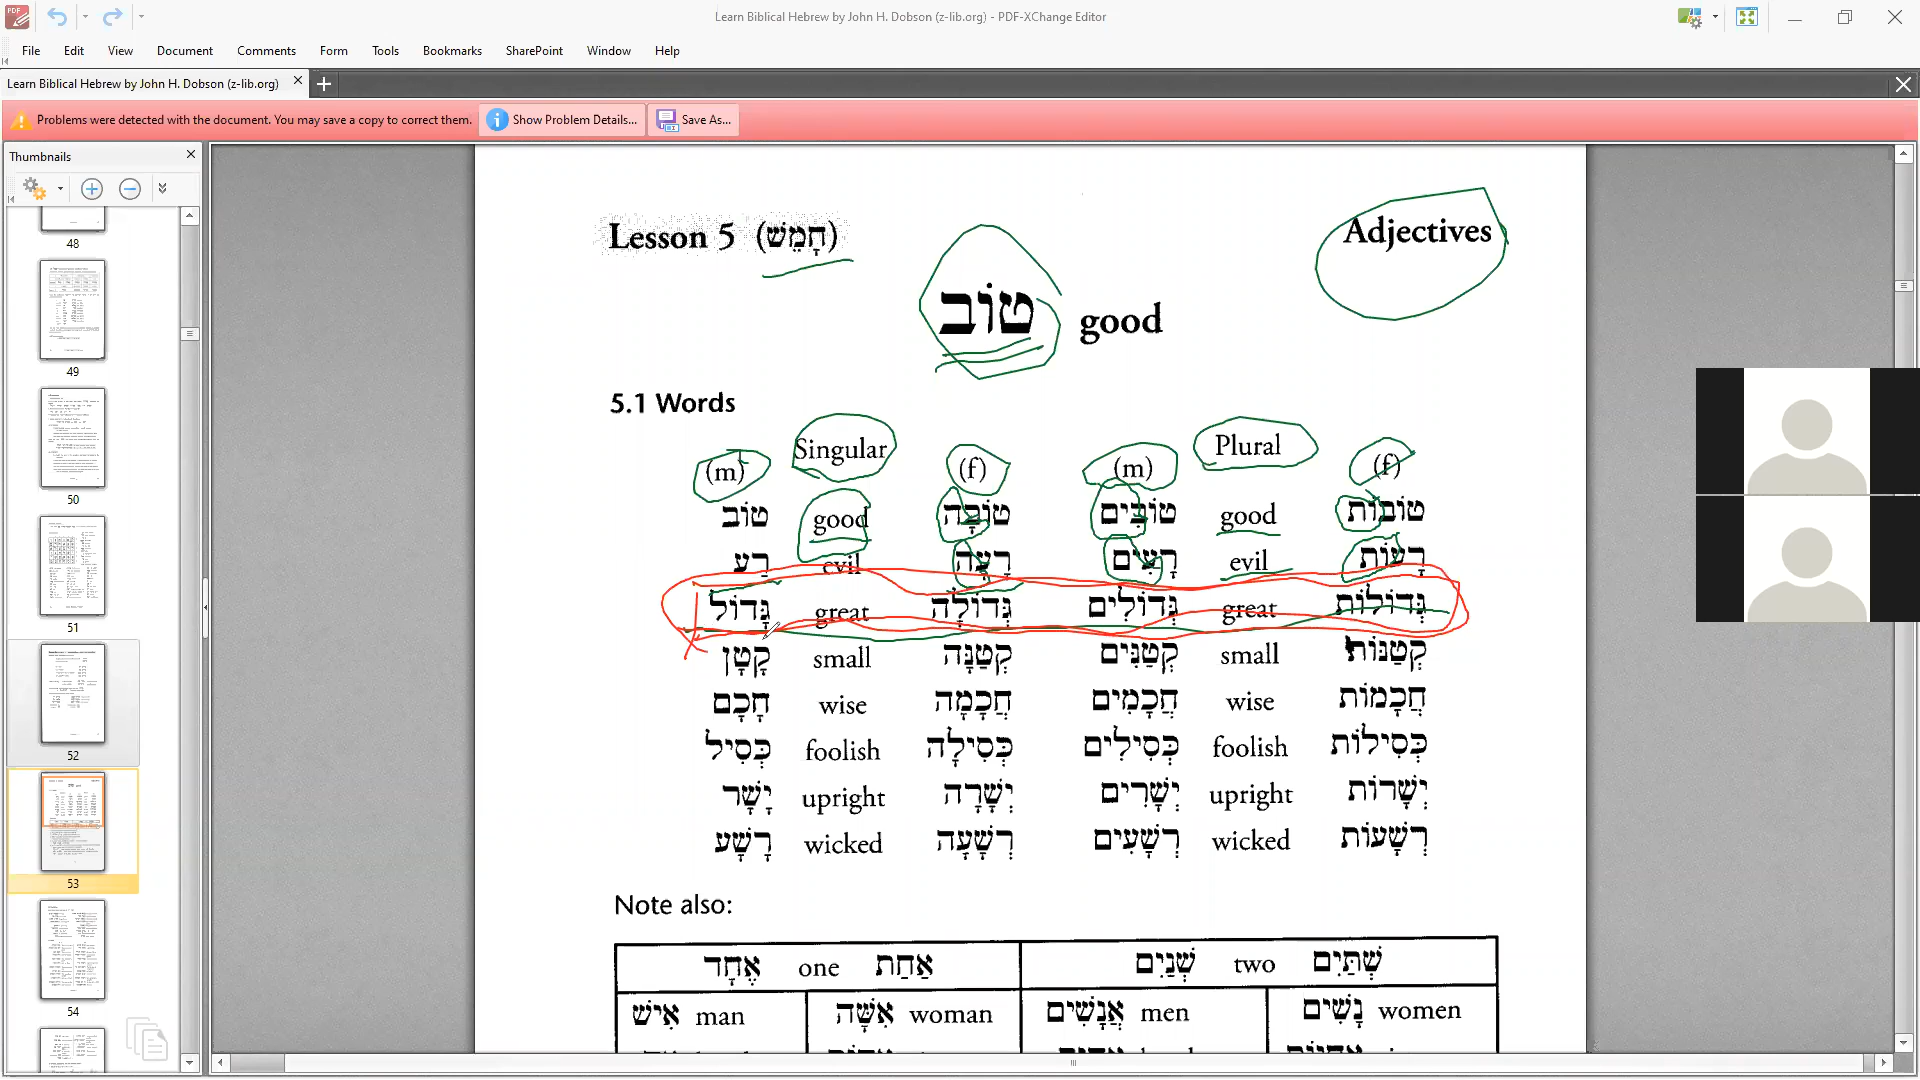 Learn Biblical Hebrew by John H. Dobson (z-lib.org) - PDF-XChange Editor
File Edit View Document Comments Form Tools Bookmarks SharePoint Window Help
Learn Biblical Hebrew by John H. Dobson (z-lib.org)
Problems were detected with the document. You may save a copy to correct them. Show Problem Details... Save As...
Thumbnails
48
49
50
51
52
53
54
Lesson 5 (חָמֵשׁ)
Adjectives
טוֹב good
5.1 Words
Singular Plural
(m) (f) (m) (f)
טוֹב good טוֹבָה טוֹבִים good טוֹבוֹת
רַע evil רָעָה רָעִים evil רָעוֹת
גָּדוֹל great גְּדוֹלָה גְּדוֹלִים great גְּדוֹלוֹת
קָטָן small קְטַנָּה קְטַנִּים small קְטַנּוֹת
חָכָם wise חֲכָמָה חֲכָמִים wise חֲכָמוֹת
כְּסִיל foolish כְּסִילָה כְּסִילִים foolish כְּסִילוֹת
יָשָׁר upright יְשָׁרָה יְשָׁרִים upright יְשָׁרוֹת
רָשָׁע wicked רְשָׁעָה רְשָׁעִים wicked רְשָׁעוֹת
Note also:
אֶחָד one אַחַת שְׁנַיִם two שְׁתַּיִם
אִישׁ man אִשָּׁה woman אֲנָשִׁים men נָשִׁים women